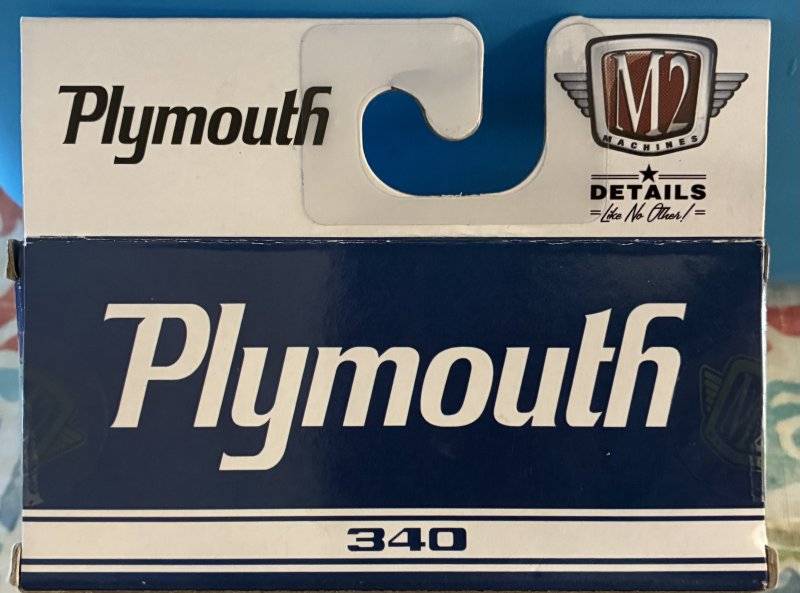 Plymouth
M2
MACHINES
DETAILS
Like No Other!
Plymouth
340